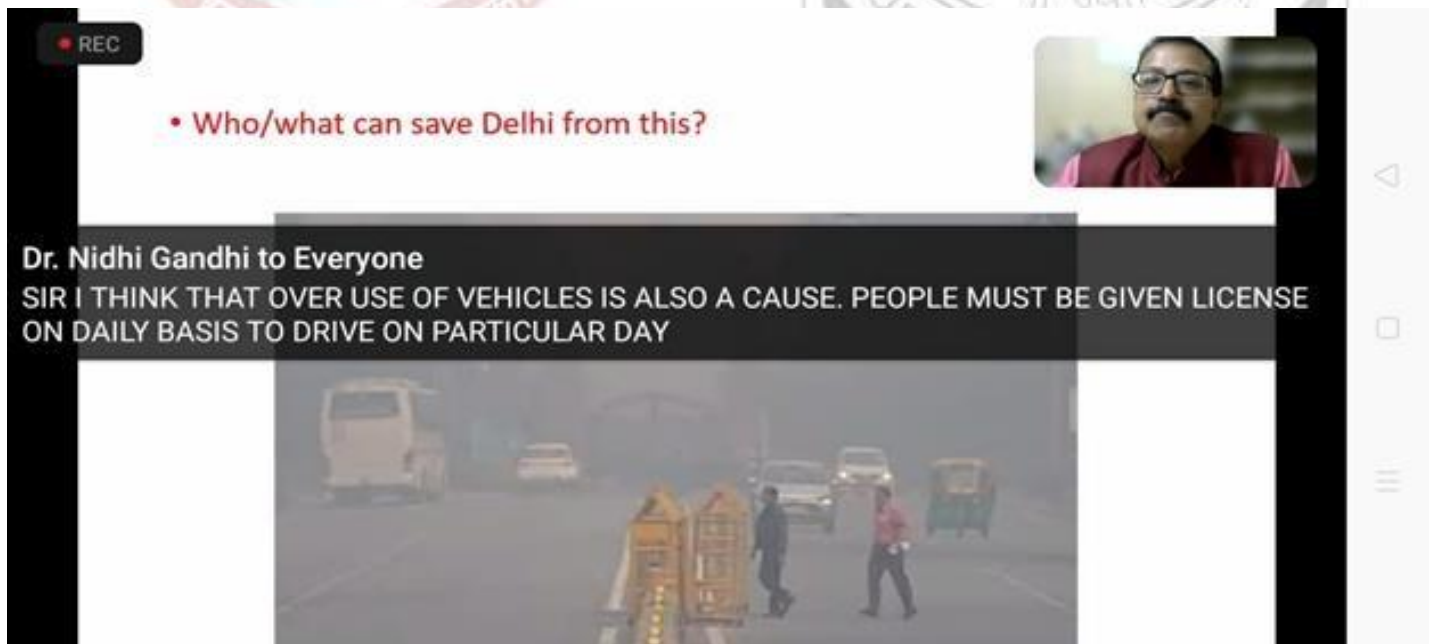 REC
• Who/what can save Delhi from this?
Dr. Nidhi Gandhi to Everyone
SIR I THINK THAT OVER USE OF VEHICLES IS ALSO A CAUSE. PEOPLE MUST BE GIVEN LICENSE
ON DAILY BASIS TO DRIVE ON PARTICULAR DAY